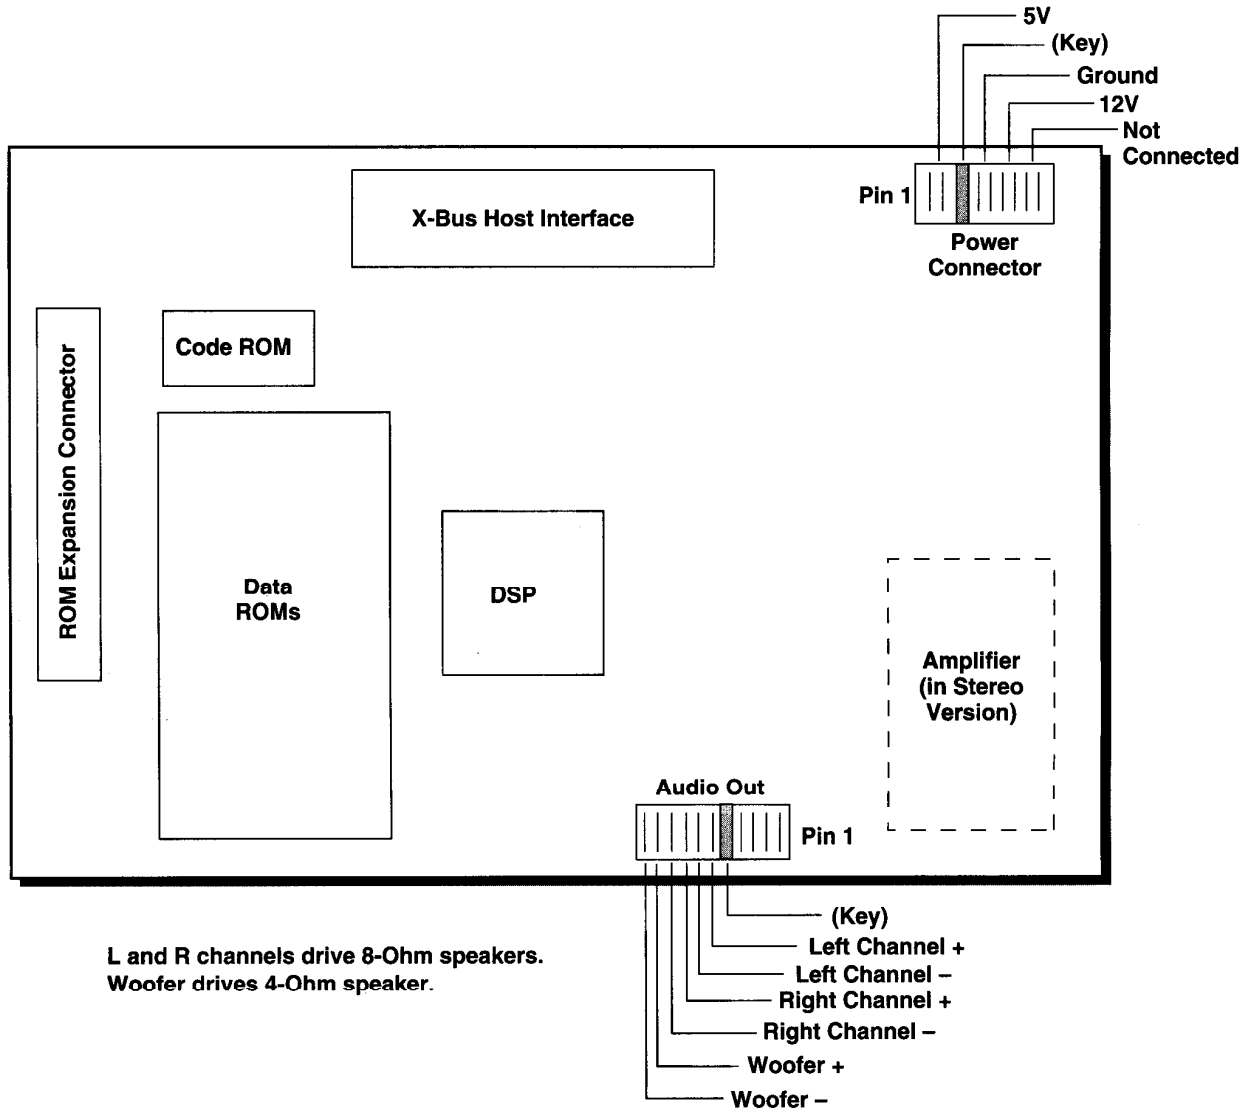 5V
(Key)
Ground
12V
Not
Connected
Pin 1
Power
Connector
X-Bus Host Interface
Code ROM
ROM Expansion Connector
Data
ROMs
DSP
Amplifier
(in Stereo
Version)
Audio Out
Pin 1
(Key)
Left Channel +
Left Channel –
Right Channel +
Right Channel –
Woofer +
Woofer –
L and R channels drive 8-Ohm speakers.
Woofer drives 4-Ohm speaker.